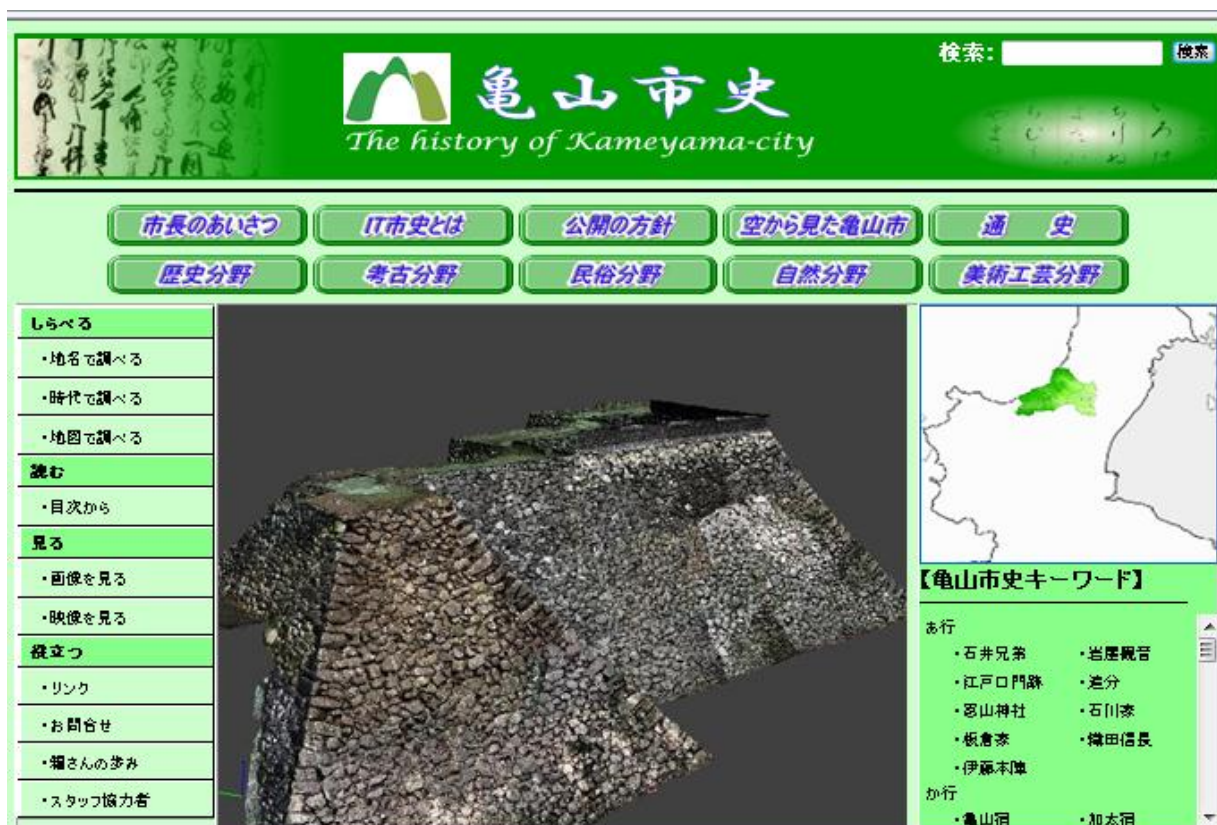 検索:
検索
亀山市史
The history of Kameyama-city
市長のあいさつ
IT市史とは
公開の方針
空から見た亀山市
通 史
歴史分野
考古分野
民俗分野
自然分野
美術工芸分野
しらべる
・地名で調べる
・時代で調べる
・地図で調べる
読む
・目次から
見る
・画像を見る
・映像を見る
役立つ
・リンク
・お問合せ
・スタッフ協力者
【亀山市史キーワード】
あ行
・石井兄弟
・岩屋観音
・江戸口門跡
・追分
・忍山神社
・石川家
・板倉家
・織田信長
・伊藤本陣
か行
・亀山宿
・加太宿